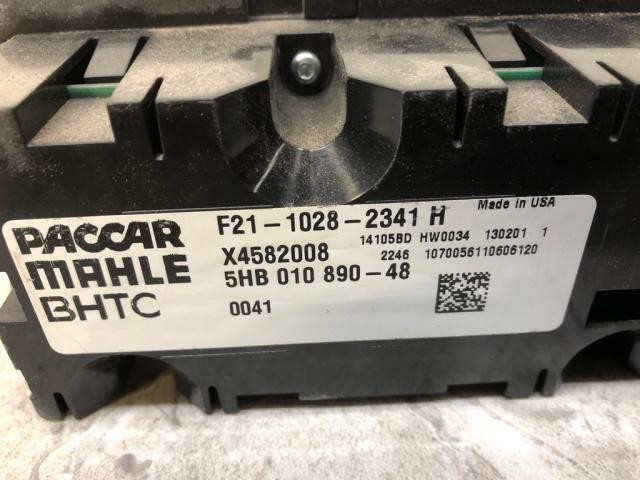 PACCAR
MAHLE
BHTC
F21-1028-2341 H
Made in USA
X4582008
14105BD HW0034 130201 1
2246 1070056110606120
5HB 010 890-48
0041